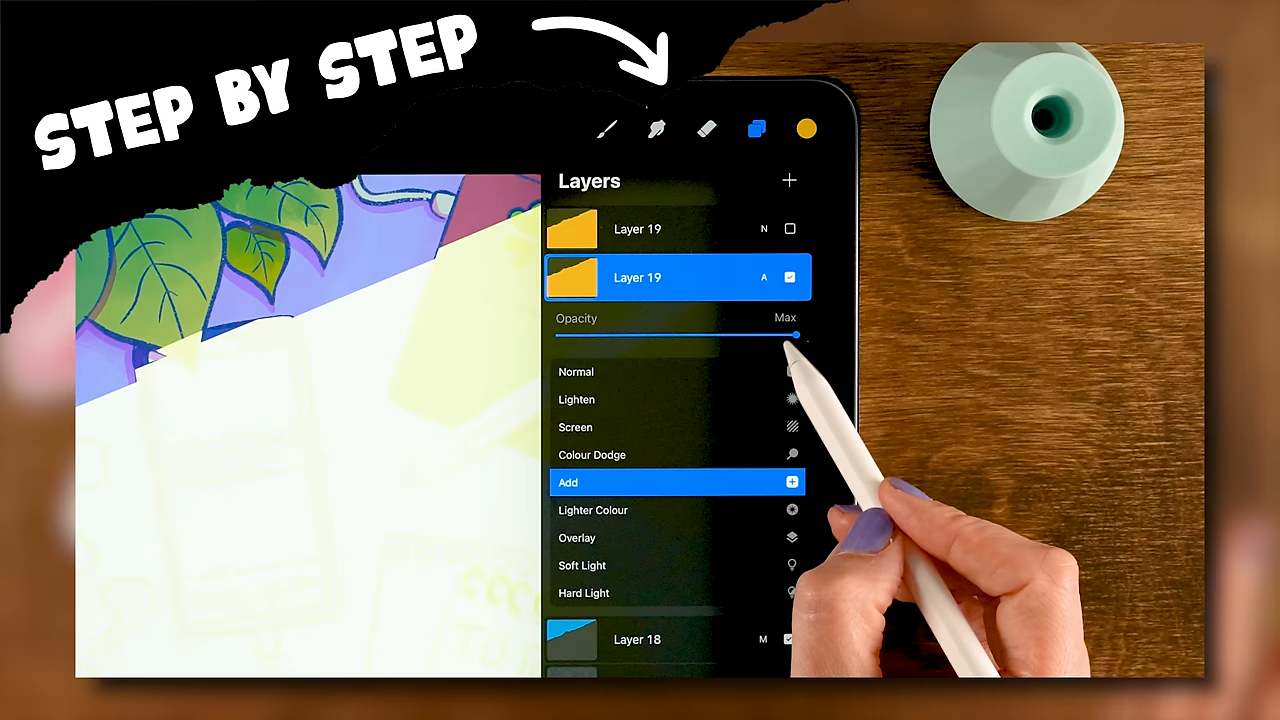 STEP BY STEP
Layers
Layer 19 N
Layer 19 A
Opacity Max
Normal
Lighten
Screen
Colour Dodge
Add
Lighter Colour
Overlay
Soft Light
Hard Light
Layer 18 M